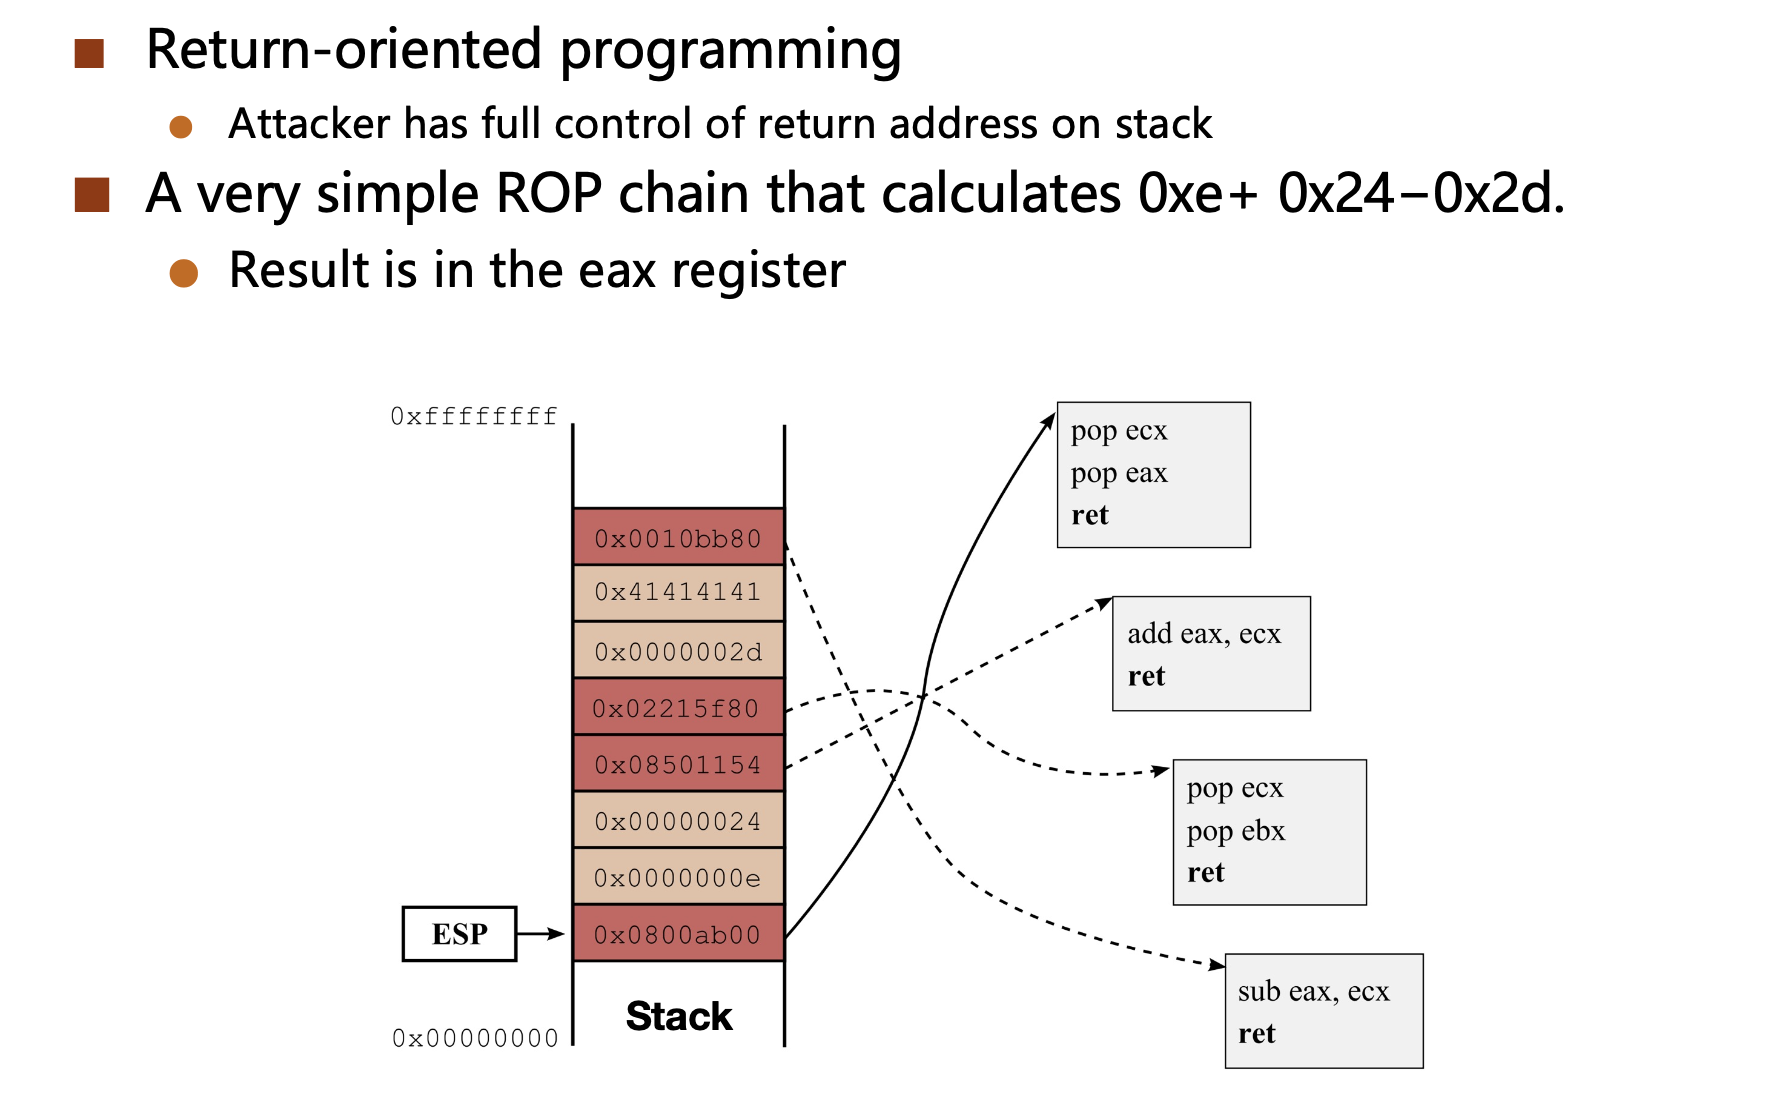 Return-oriented programming
Attacker has full control of return address on stack
A very simple ROP chain that calculates 0xe+ 0x24−0x2d.
Result is in the eax register
0xffffffff
0x0010bb80
0x41414141
0x0000002d
0x02215f80
0x08501154
0x00000024
0x0000000e
ESP
0x0800ab00
Stack
0x00000000
pop ecx
pop eax
ret
add eax, ecx
ret
pop ecx
pop ebx
ret
sub eax, ecx
ret